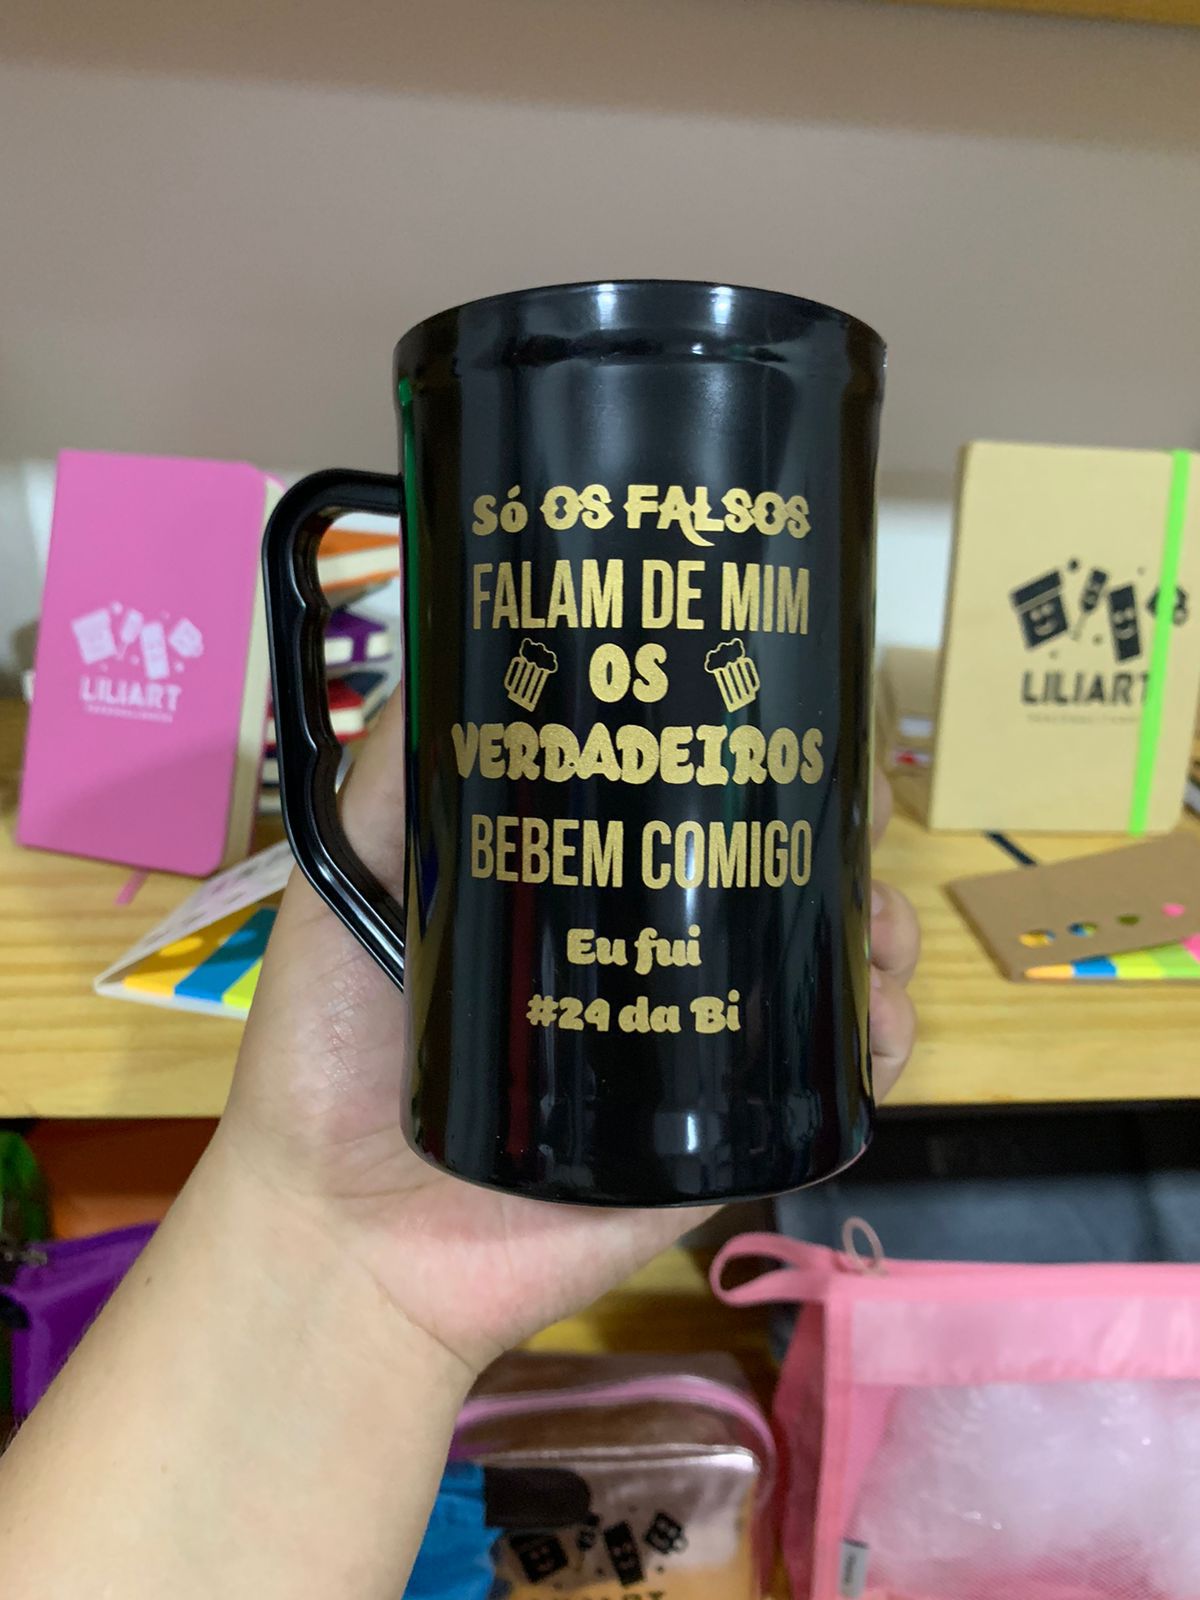 Só OS FALSOS
FALAM DE MIM
OS
VERDADEIROS
BEBEM COMIGO
Eu fui
#24 da Bi
LILIART
LILIART